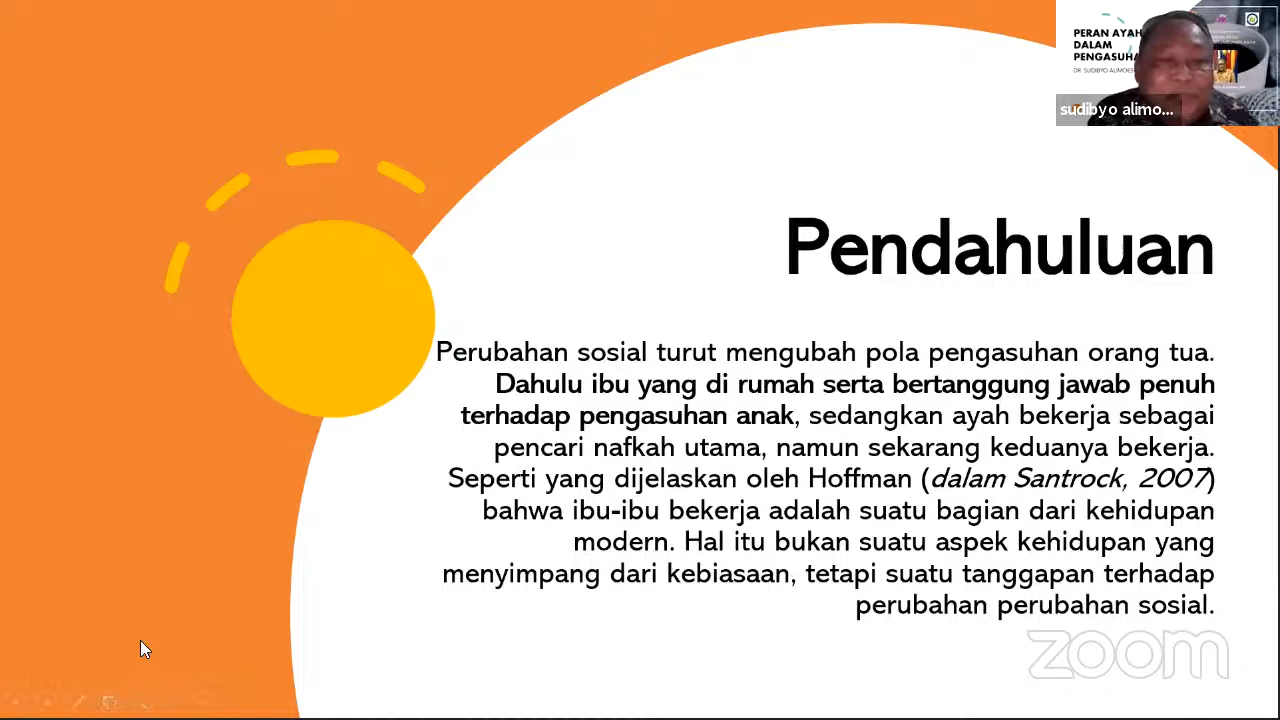 PERAN AYAH
DALAM
PENGASUHA
DR. SUDIBYO ALIMOES
sudibyo alimo...
Pendahuluan
Perubahan sosial turut mengubah pola pengasuhan orang tua.
Dahulu ibu yang di rumah serta bertanggung jawab penuh
terhadap pengasuhan anak, sedangkan ayah bekerja sebagai
pencari nafkah utama, namun sekarang keduanya bekerja.
Seperti yang dijelaskan oleh Hoffman (dalam Santrock, 2007)
bahwa ibu-ibu bekerja adalah suatu bagian dari kehidupan
modern. Hal itu bukan suatu aspek kehidupan yang
menyimpang dari kebiasaan, tetapi suatu tanggapan terhadap
perubahan perubahan sosial.
zoom